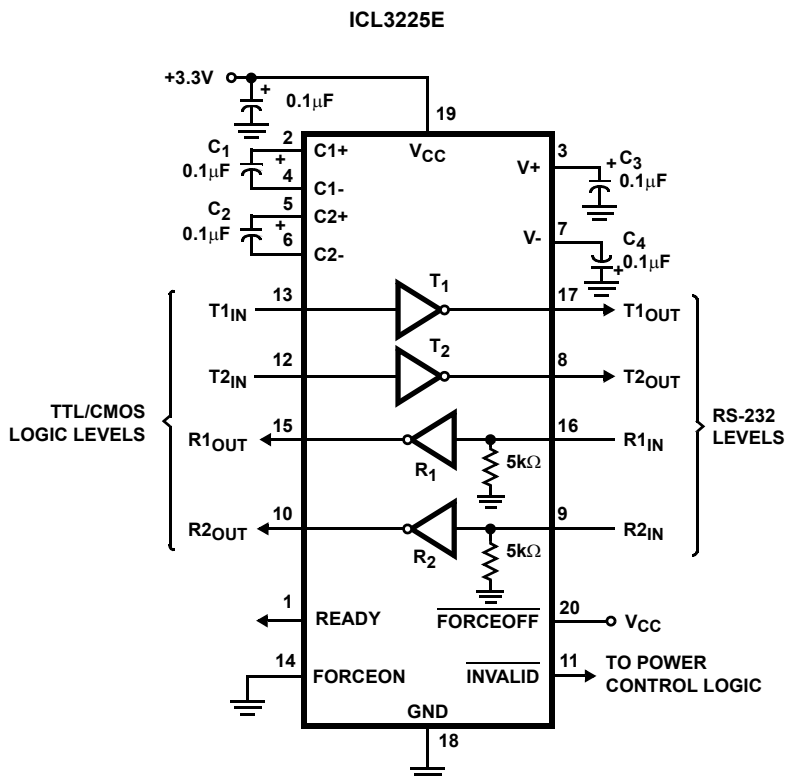 ICL3225E
+3.3V
+
0.1μF
19
2
C1+
VCC
3
V+
C1
0.1μF
+
4
C1-
+
C3
0.1μF
5
C2+
C2
0.1μF
+
6
C2-
7
V-
C4
0.1μF
+
T1IN
13
T1
17
T1OUT
T2IN
12
T2
8
T2OUT
TTL/CMOS
LOGIC LEVELS
RS-232
LEVELS
R1OUT
15
R1
5kΩ
16
R1IN
R2OUT
10
R2
5kΩ
9
R2IN
1
READY
FORCEOFF
20
VCC
14
FORCEON
INVALID
11
TO POWER
CONTROL LOGIC
GND
18